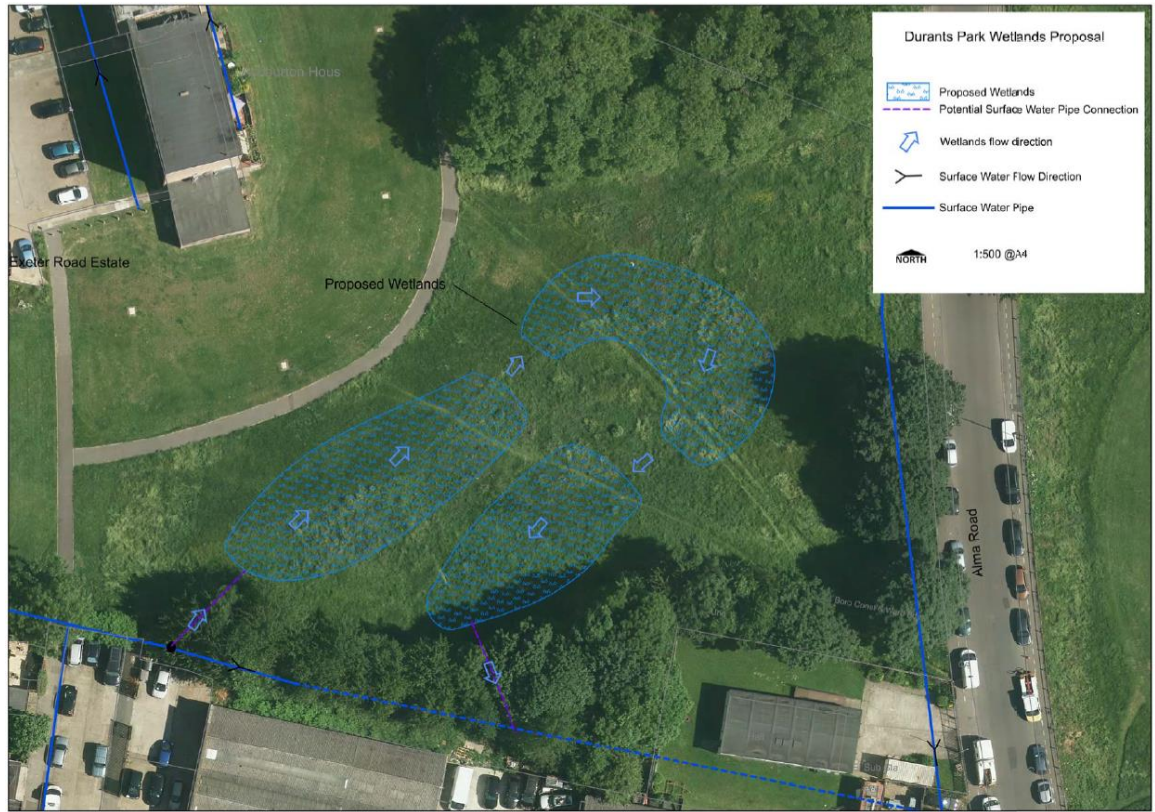 Durants Park Wetlands Proposal
Proposed Wetlands
Potential Surface Water Pipe Connection
Wetlands flow direction
Surface Water Flow Direction
Surface Water Pipe
NORTH
1:500 @A4
Exeter Road Estate
Proposed Wetlands
Alma Road